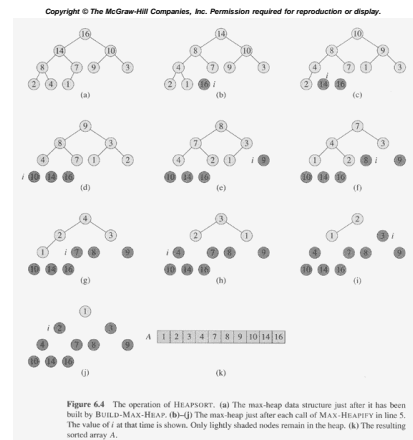 Copyright © The McGraw-Hill Companies, Inc. Permission required for reproduction or display.
16
14 10
8 7 9 3
2 4 1
(a)
14
8 10
4 7 9 3
2 1 16 i
(b)
10
8 9
4 7 1 3
i
2 14 16
(c)
9
8 3
4 7 1 2
i 10 14 16
(d)
8
7 3
4 2 1 i 9
10 14 16
(e)
7
4 3
1 2 8 i 9
10 14 16
(f)
4
2 3
1 i 7 8 9
10 14 16
(g)
3
2 1
i 4 7 8 9
10 14 16
(h)
2
1 3 i
4 7 8 9
10 14 16
(i)
1
i 2 3
4 7 8 9
10 14 16
(j)
A 1 2 3 4 7 8 9 10 14 16
(k)
Figure 6.4 The operation of HEAPSORT. (a) The max-heap data structure just after it has been
built by BUILD-MAX-HEAP. (b)–(j) The max-heap just after each call of MAX-HEAPIFY in line 5.
The value of i at that time is shown. Only lightly shaded nodes remain in the heap. (k) The resulting
sorted array A.